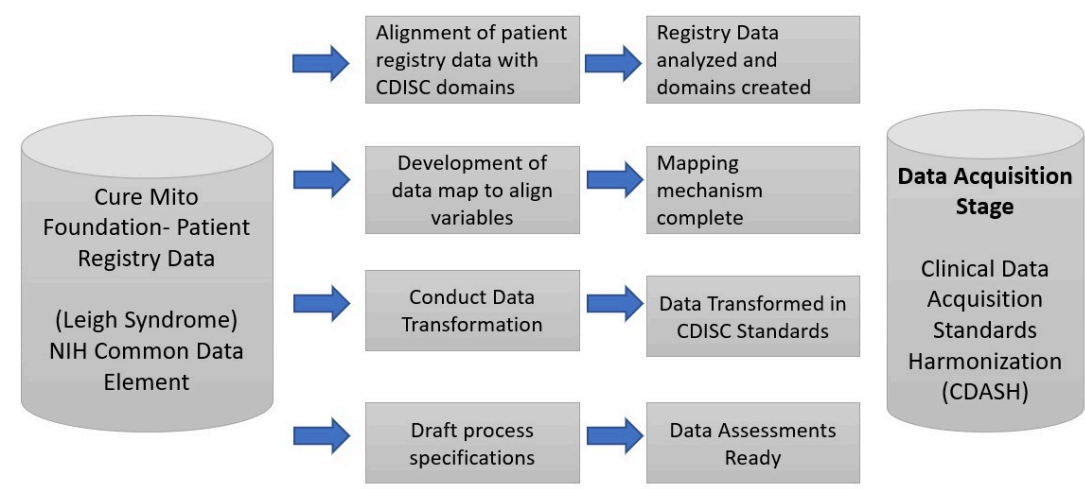 Cure Mito
Foundation- Patient
Registry Data
(Leigh Syndrome)
NIH Common Data
Element
Alignment of patient
registry data with
CDISC domains
Registry Data
analyzed and
domains created
Development of
data map to align
variables
Mapping
mechanism
complete
Conduct Data
Transformation
Data Transformed in
CDISC Standards
Draft process
specifications
Data Assessments
Ready
Data Acquisition
Stage
Clinical Data
Acquisition
Standards
Harmonization
(CDASH)